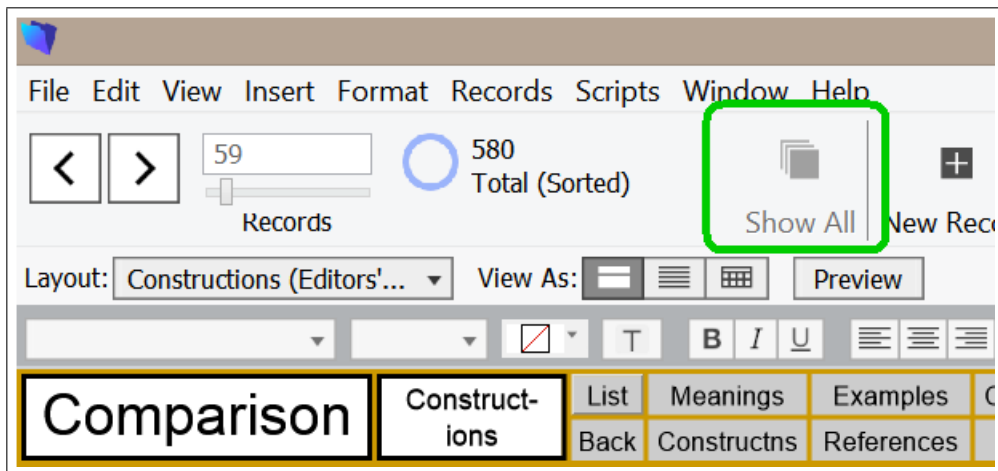 File Edit View Insert Format Records Scripts Window Help
59
580
Total (Sorted)
Records
Show All
New Reco
Layout: Constructions (Editors'...
View As:
Preview
T B I U
Comparison
Construct-
ions
List Meanings Examples C
Back Constructns References